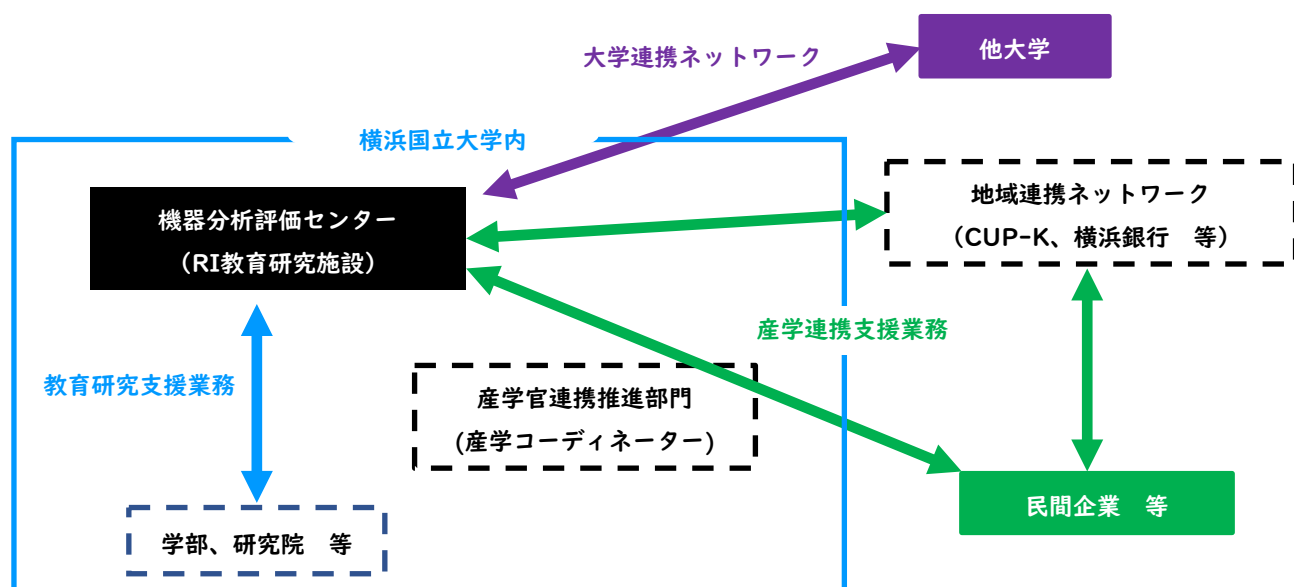 大学連携ネットワーク
他大学
横浜国立大学内
機器分析評価センター
（RI教育研究施設）
地域連携ネットワーク
（CUP-K、横浜銀行　等）
産学連携支援業務
教育研究支援業務
産学官連携推進部門
(産学コーディネーター)
民間企業　等
学部、研究院　等